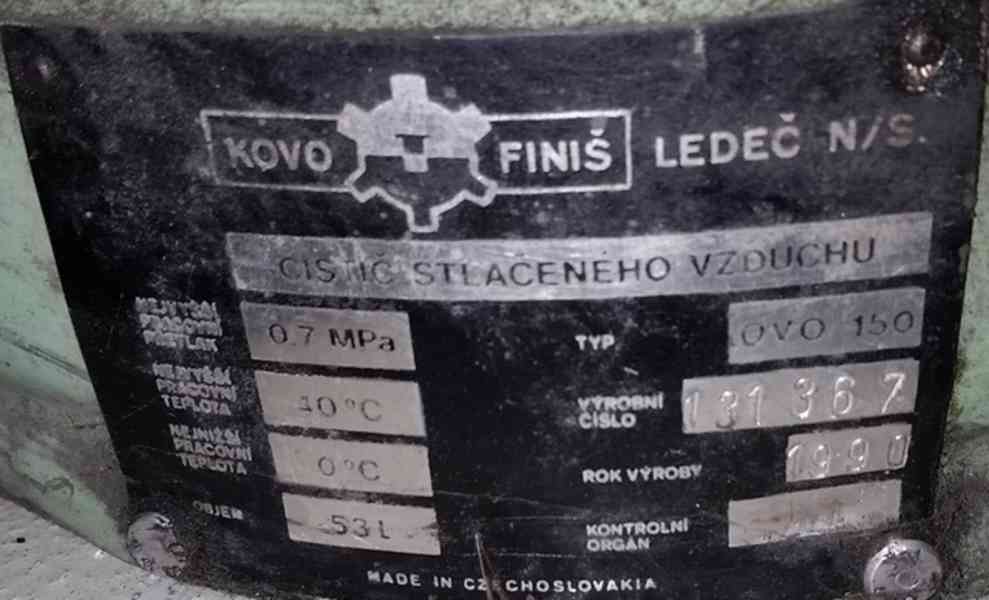 KOVO FINIŠ LEDEČ N/S.
ČISTIČ STLAČENÉHO VZDUCHU
NEJVYŠŠÍ
PRACOVNÍ
PŘETLAK
0.7 MPa
NEJVYŠŠÍ
PRACOVNÍ
TEPLOTA
40°C
NEJNIŽŠÍ
PRACOVNÍ
TEPLOTA
0°C
OBJEM
53l
TYP
OVO 150
VÝROBNÍ
ČÍSLO
131367
ROK VÝROBY
1990
KONTROLNÍ
ORGÁN
MADE IN CZECHOSLOVAKIA